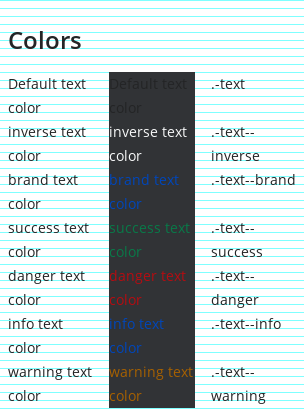 Colors
Default text Default text .-text
color color
inverse text inverse text .-text--
color color inverse
brand text brand text .-text--brand
color color
success text success text .-text--
color color success
danger text danger text .-text--
color color danger
info text info text .-text--info
color color
warning text warning text .-text--
color color warning